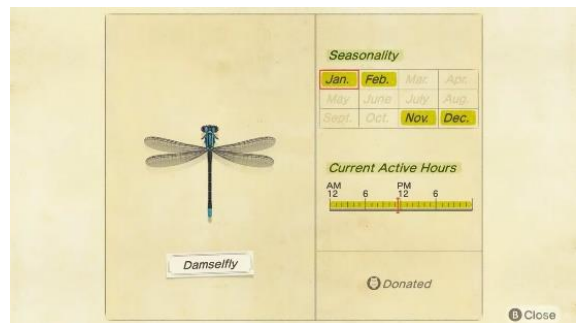 Seasonality
Jan. Feb. Mar. Apr.
May June July Aug.
Sept. Oct. Nov. Dec.
Current Active Hours
AM PM
12 6 12 6
Damselfly
Donated
B Close